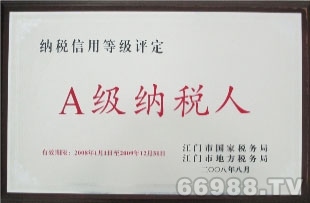 纳税信用等级评定
A级纳税人
有效期限：2008年1月1日至2009年12月31日
江门市国家税务局
江门市地方税务局
二〇〇八年八月
66988.TV